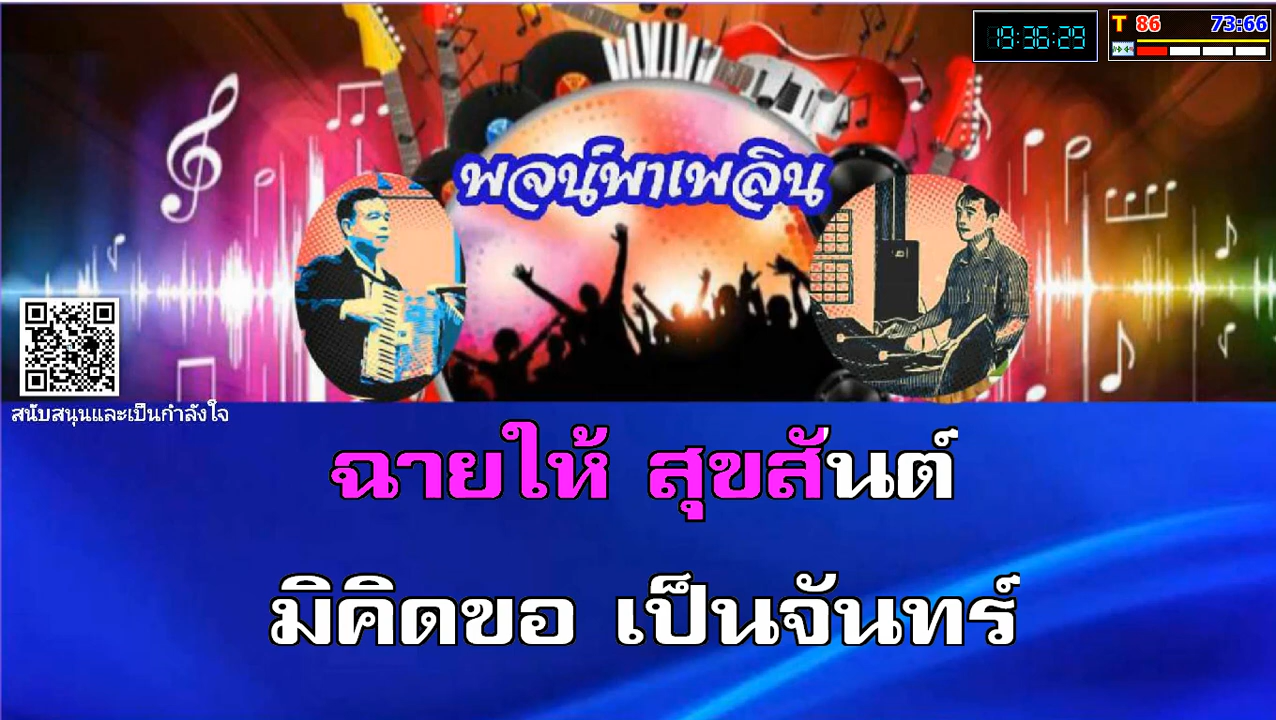 19:36:29
T 86 73:66
พจน์พาเพลิน
สนับสนุนและเป็นกำลังใจ
ฉายให้ สุขสันต์
มิคิดขอ เป็นจันทร์